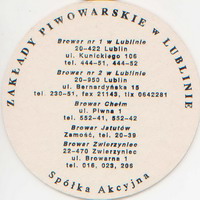 ZAKŁADY PIWOWARSKIE w LUBLINIE
Browar nr 1 w Lublinie
20-422 Lublin
ul. Kunickiego 106
tel. 444-51, 444-52
Browar nr 2 w Lublinie
20-950 Lublin
ul. Bernardyńska 15
tel. 230-51, fax 21143, tlx 0642281
Browar Chełm
ul. Piwna 1
tel. 552-41, 552-42
Browar Jatutów
Zamość, tel. 20-39
Browar Zwierzyniec
22-470 Zwierzyniec
ul. Browarna 1
tel. 016, 023, 206
Spółka Akcyjna